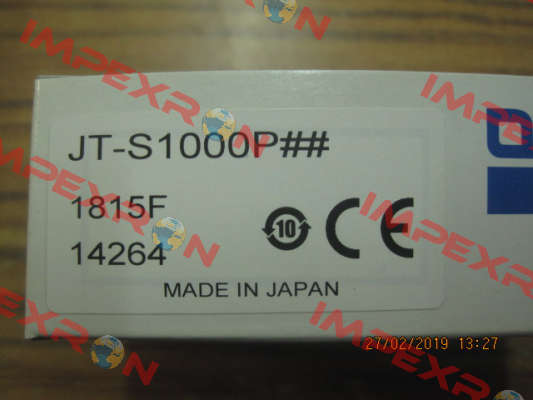 IMPEXRON
IMPEXRON
JT-S1000P##
1815F
14264
10
CE
MADE IN JAPAN
IMPEXRON
IMPEXRON
IMPEXRON
27/02/2019 13:27
IMPEXRON